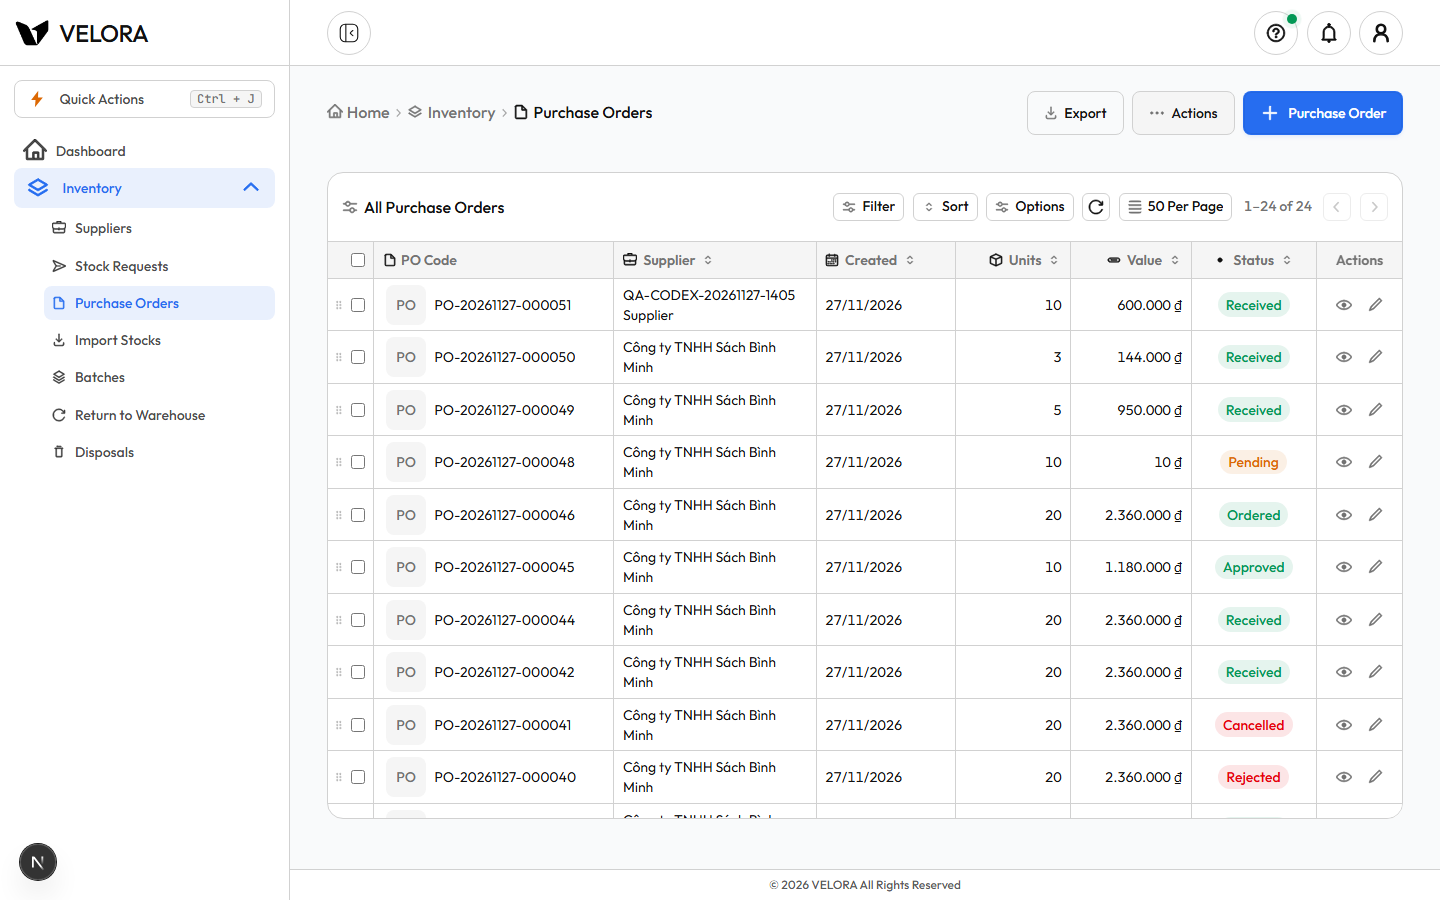 VELORA
Quick Actions Ctrl + J
Dashboard
Inventory
Suppliers
Stock Requests
Purchase Orders
Import Stocks
Batches
Return to Warehouse
Disposals
N
Home › Inventory › Purchase Orders
Export
··· Actions
+ Purchase Order
All Purchase Orders
Filter
Sort
Options
50 Per Page
1–24 of 24
PO Code Supplier Created Units Value Status Actions
PO PO-20261127-000051 QA-CODEX-20261127-1405 27/11/2026 10 600.000 ₫ Received
Supplier
PO PO-20261127-000050 Công ty TNHH Sách Bình 27/11/2026 3 144.000 ₫ Received
Minh
PO PO-20261127-000049 Công ty TNHH Sách Bình 27/11/2026 5 950.000 ₫ Received
Minh
PO PO-20261127-000048 Công ty TNHH Sách Bình 27/11/2026 10 10 ₫ Pending
Minh
PO PO-20261127-000046 Công ty TNHH Sách Bình 27/11/2026 20 2.360.000 ₫ Ordered
Minh
PO PO-20261127-000045 Công ty TNHH Sách Bình 27/11/2026 10 1.180.000 ₫ Approved
Minh
PO PO-20261127-000044 Công ty TNHH Sách Bình 27/11/2026 20 2.360.000 ₫ Received
Minh
PO PO-20261127-000042 Công ty TNHH Sách Bình 27/11/2026 20 2.360.000 ₫ Received
Minh
PO PO-20261127-000041 Công ty TNHH Sách Bình 27/11/2026 20 2.360.000 ₫ Cancelled
Minh
PO PO-20261127-000040 Công ty TNHH Sách Bình 27/11/2026 20 2.360.000 ₫ Rejected
Minh
© 2026 VELORA All Rights Reserved